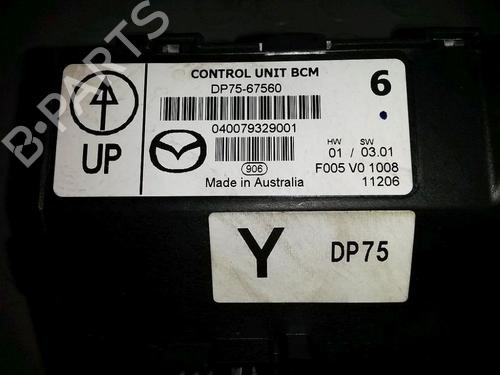 CONTROL UNIT BCM
DP75-67560
6
040079329001
UP
HW SW
01 / 03.01
906
F005 V0 1008
Made in Australia
11206
Y DP75
B-PARTS